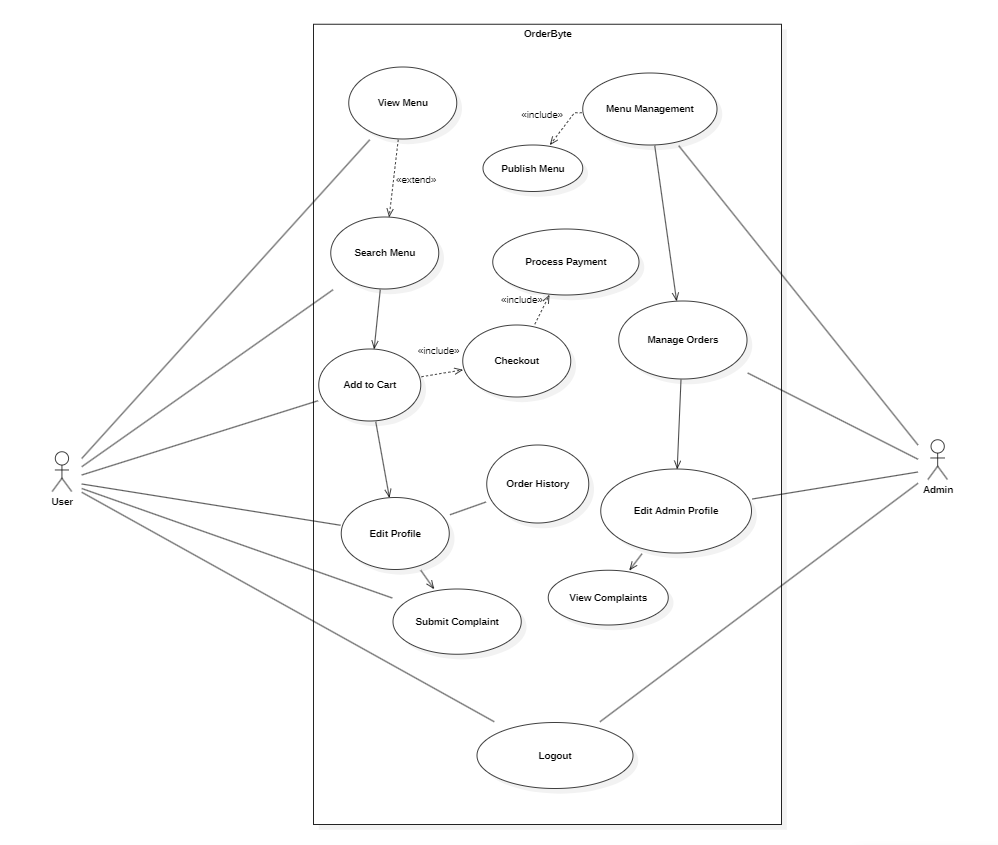 OrderByte
View Menu
Menu Management
«include»
Publish Menu
«extend»
Search Menu
Process Payment
«include»
Manage Orders
«include»
Checkout
Add to Cart
User
Admin
Order History
Edit Admin Profile
Edit Profile
View Complaints
Submit Complaint
Logout